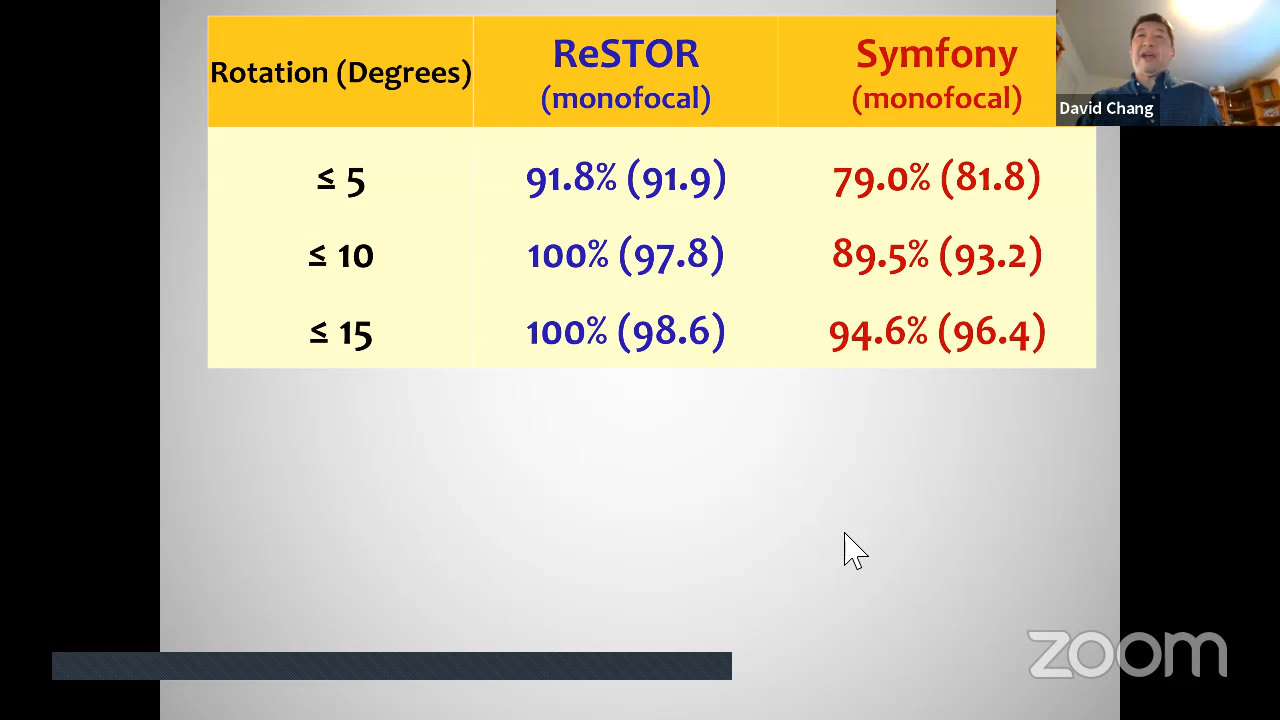 Rotation (Degrees)
ReSTOR
(monofocal)
Symfony
(monofocal)
≤ 5
91.8% (91.9)
79.0% (81.8)
≤ 10
100% (97.8)
89.5% (93.2)
≤ 15
100% (98.6)
94.6% (96.4)
David Chang
zoom